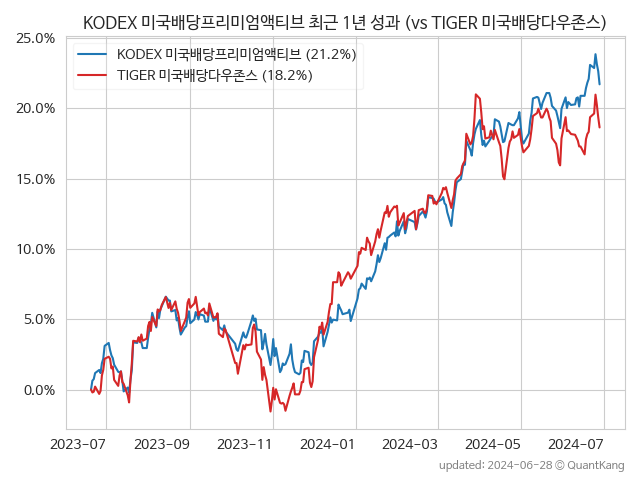 KODEX 미국배당프리미엄액티브 최근 1년 성과 (vs TIGER 미국배당다우존스)
25.0%
KODEX 미국배당프리미엄액티브 (21.2%)
TIGER 미국배당다우존스 (18.2%)
20.0%
15.0%
10.0%
5.0%
0.0%
2023-07 2023-09 2023-11 2024-01 2024-03 2024-05 2024-07
updated: 2024-06-28 © QuantKang